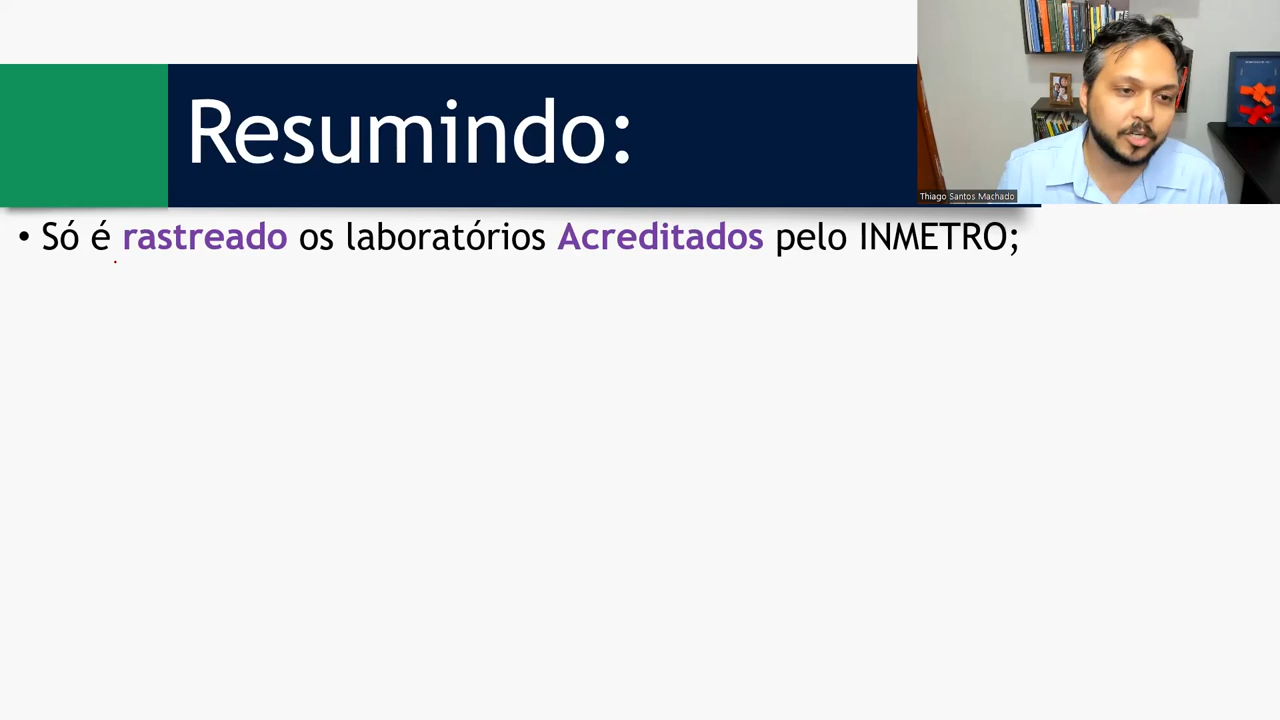 Resumindo:
Thiago Santos Machado
• Só é rastreado os laboratórios Acreditados pelo INMETRO;